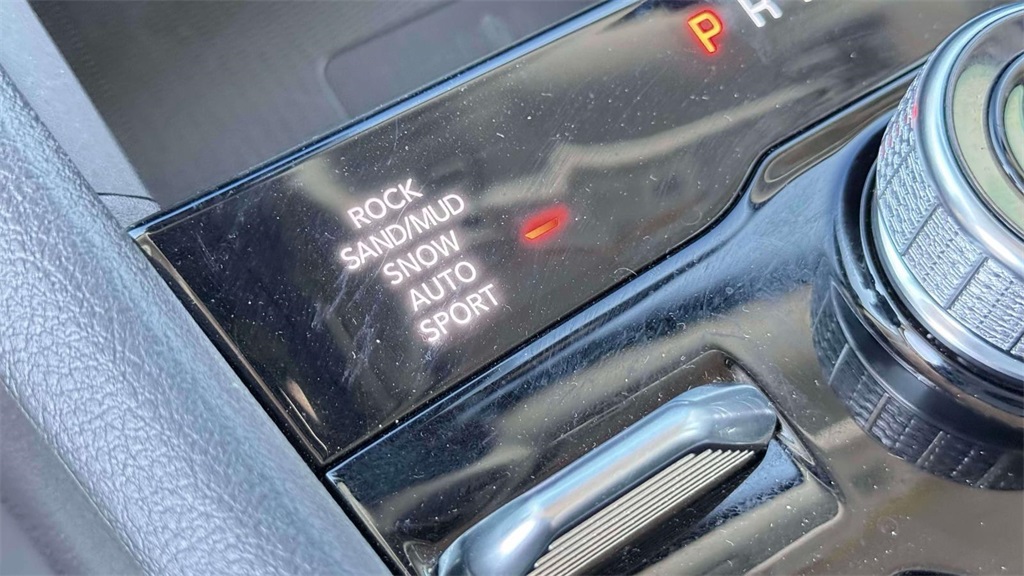 P R
ROCK
SAND/MUD
SNOW
AUTO
SPORT